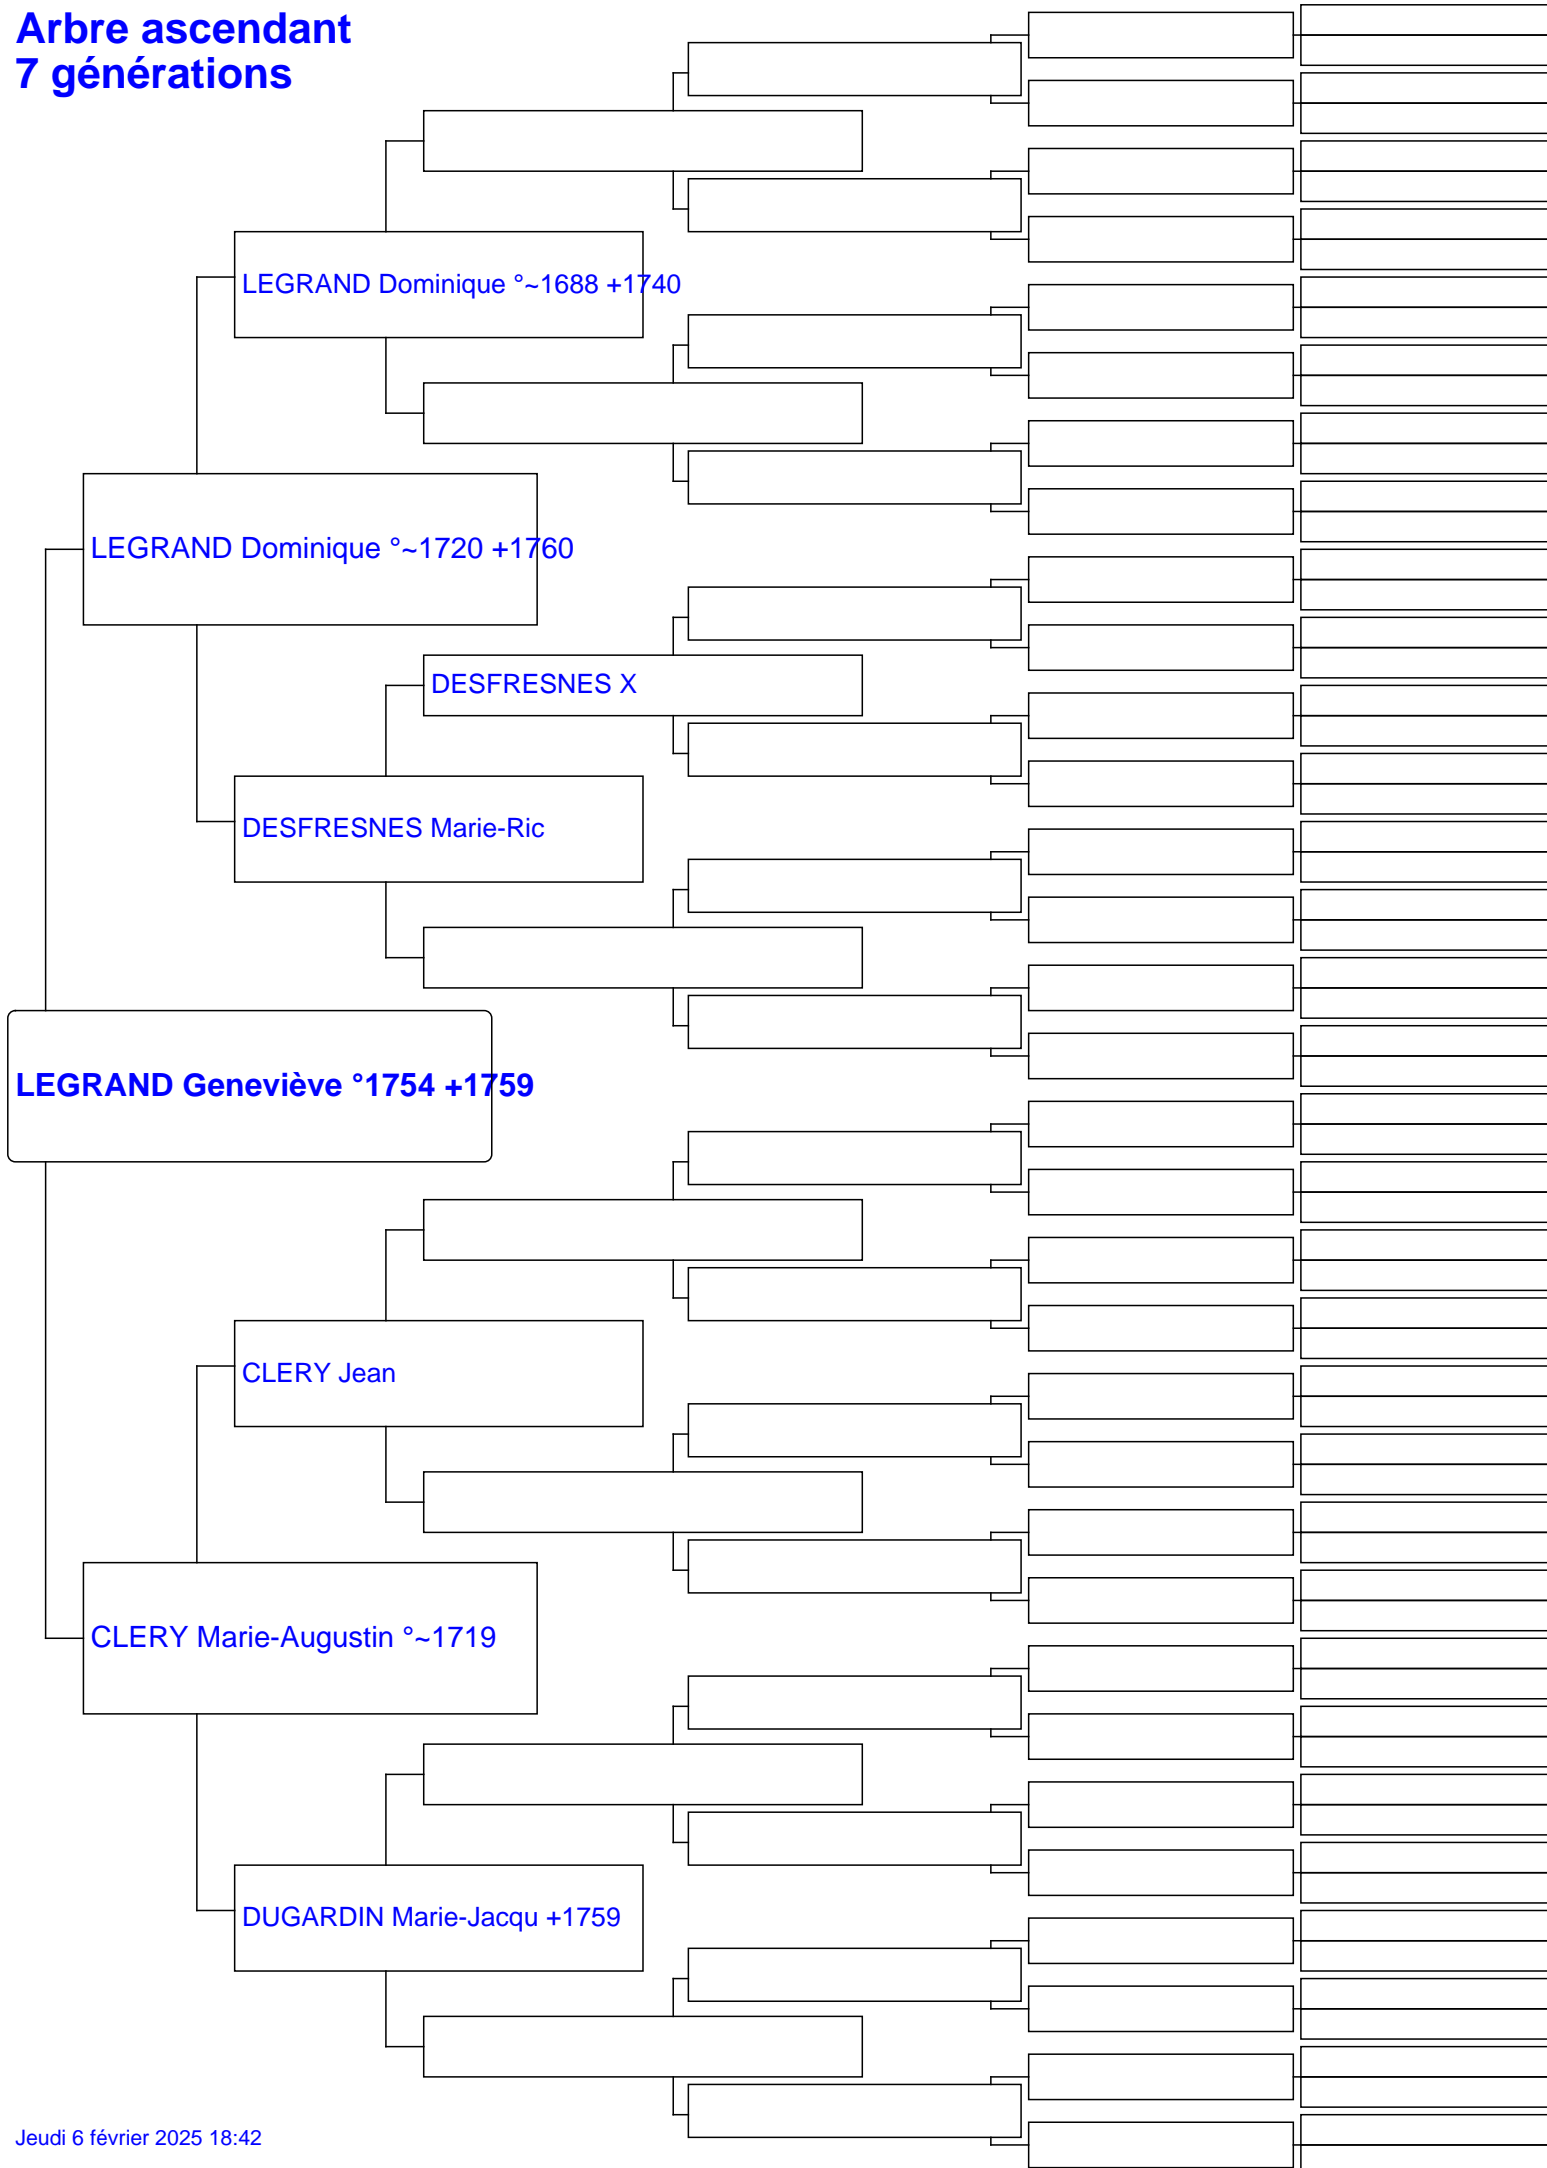 Arbre ascendant
7 générations
LEGRAND Dominique °~1688 +1740
LEGRAND Dominique °~1720 +1760
DESFRESNES X
DESFRESNES Marie-Ric
LEGRAND Geneviève °1754 +1759
CLERY Jean
CLERY Marie-Augustin °~1719
DUGARDIN Marie-Jacqu +1759
Jeudi 6 février 2025 18:42